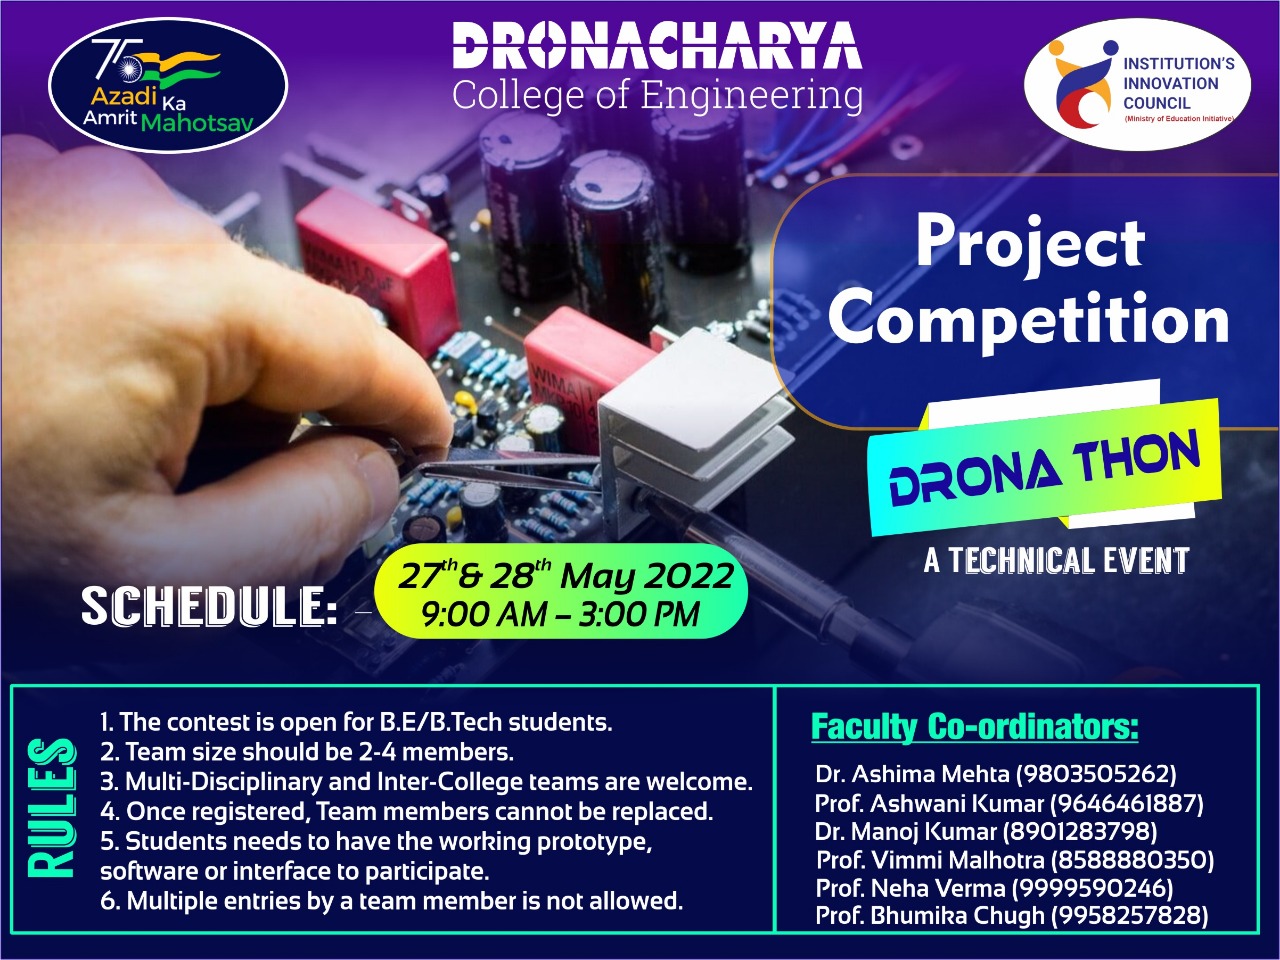 75
Azadi Ka
Amrit Mahotsav
DRONACHARYA
College of Engineering
INSTITUTION'S
INNOVATION
COUNCIL
(Ministry of Education Initiative)
Project
Competition
DRONA THON
A TECHNICAL EVENT
WIMA 1.0 µF
WIMA 1
SCHEDULE: –
27th & 28th May 2022
9:00 AM – 3:00 PM
RULES
1. The contest is open for B.E/B.Tech students.
2. Team size should be 2-4 members.
3. Multi-Disciplinary and Inter-College teams are welcome.
4. Once registered, Team members cannot be replaced.
5. Students needs to have the working prototype,
software or interface to participate.
6. Multiple entries by a team member is not allowed.
Faculty Co-ordinators:
Dr. Ashima Mehta (9803505262)
Prof. Ashwani Kumar (9646461887)
Dr. Manoj Kumar (8901283798)
Prof. Vimmi Malhotra (8588880350)
Prof. Neha Verma (9999590246)
Prof. Bhumika Chugh (9958257828)